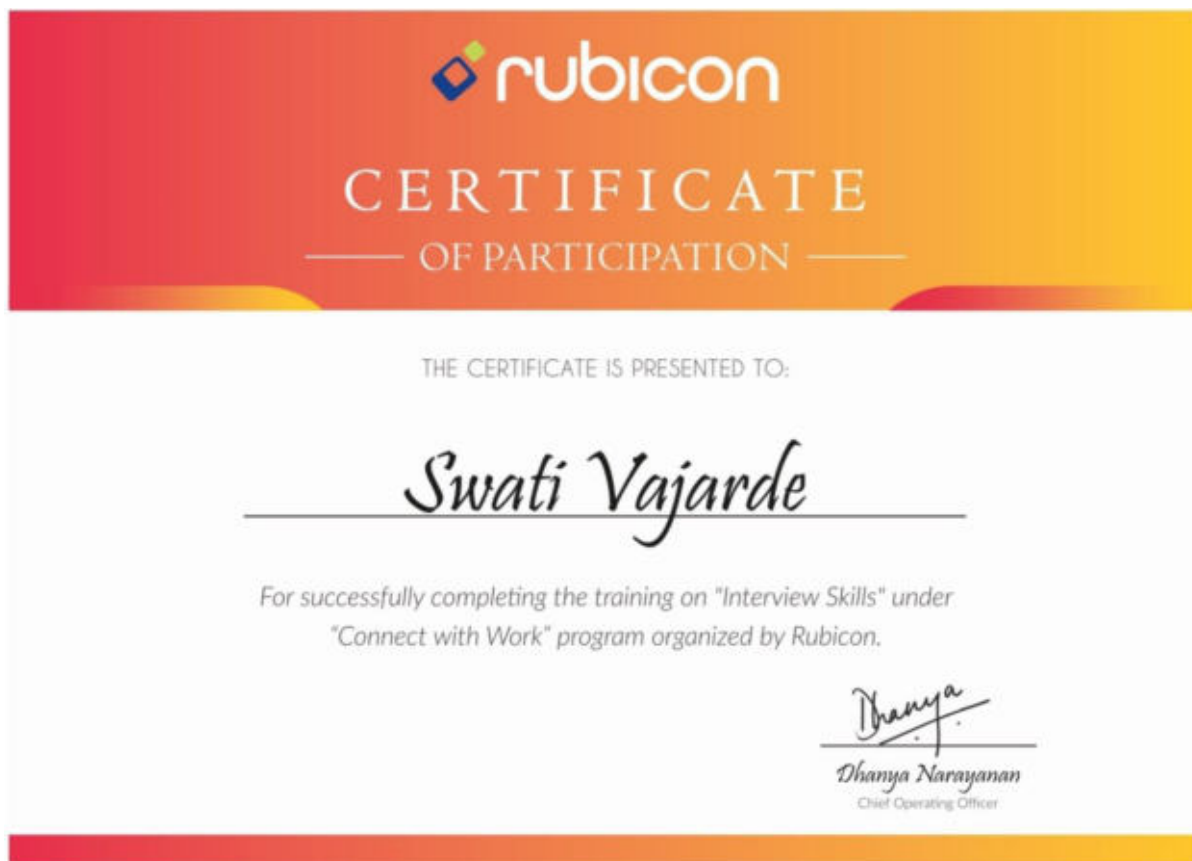 rubicon
CERTIFICATE
OF PARTICIPATION
THE CERTIFICATE IS PRESENTED TO:
Swati Vajarde
For successfully completing the training on "Interview Skills" under
"Connect with Work" program organized by Rubicon.
Dhanya
Dhanya Narayanan
Chief Operating Officer